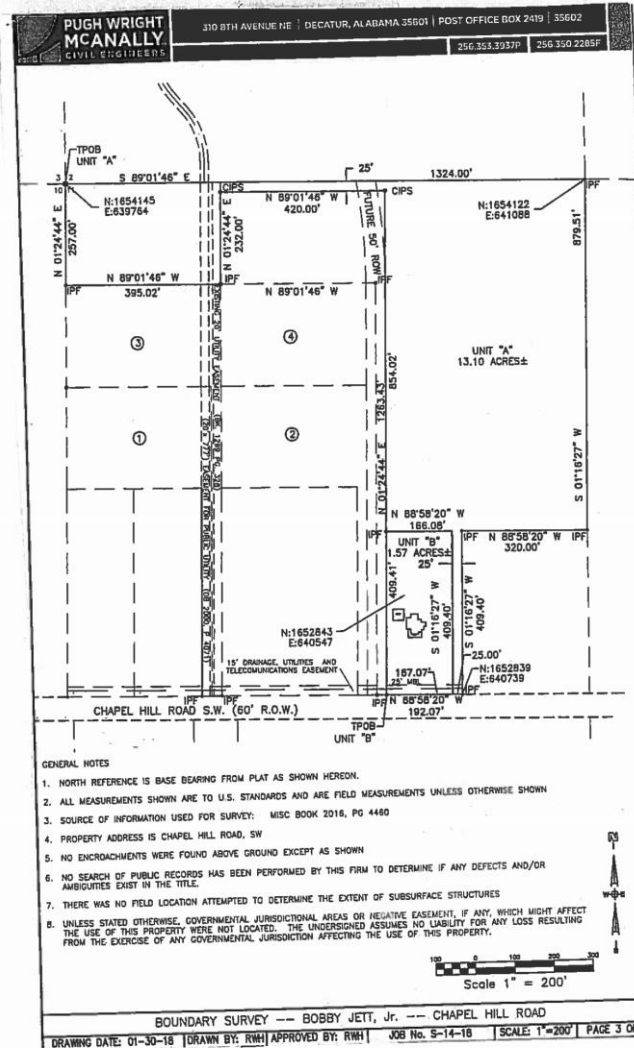 PUGH WRIGHT
MCANALLY
CIVIL ENGINEERS
310 8TH AVENUE NE | DECATUR, ALABAMA 35601 | POST OFFICE BOX 2419 | 35602
256.353.3937P 256.350.2285F
TPOB
UNIT "A"
3 2
10 11
S 89°01'46" E
25'
1324.00'
IPF
N:1654145
E:639764
CIPS
N 89°01'46" W
420.00'
CIPS
N:1654122
E:641088
N 01°24'44" E
257.00'
N 01°24'44" E
232.00'
FUTURE 50' ROW
879.51'
N 89°01'46" W
395.02'
IPF
IPF
N 89°01'46" W
IPF
3
4
UNIT "A"
13.10 ACRES±
854.02'
1263.43'
N 01°24'44" E
S 01°16'27" W
1
2
N 88°58'20" W
166.08'
IPF
UNIT "B"
1.57 ACRES±
25'
IPF
N 88°58'20" W
320.00'
IPF
409.41'
S 01°16'27" W
409.40'
S 01°16'27" W
409.40'
N:1652843
E:640547
15' DRAINAGE, UTILITIES AND
TELECOMMUNICATIONS EASEMENT
25.00'
N:1652839
E:640739
167.07'
25' MBL
IPF
IPF
IPF
IPF
N 88°58'20" W
192.07'
CHAPEL HILL ROAD S.W. (60' R.O.W.)
TPOB
UNIT "B"
GENERAL NOTES
1. NORTH REFERENCE IS BASE BEARING FROM PLAT AS SHOWN HEREON.
2. ALL MEASUREMENTS SHOWN ARE TO U.S. STANDARDS AND ARE FIELD MEASUREMENTS UNLESS OTHERWISE SHOWN
3. SOURCE OF INFORMATION USED FOR SURVEY: MISC BOOK 2016, PG 4460
4. PROPERTY ADDRESS IS CHAPEL HILL ROAD, SW
5. NO ENCROACHMENTS WERE FOUND ABOVE GROUND EXCEPT AS SHOWN
6. NO SEARCH OF PUBLIC RECORDS HAS BEEN PERFORMED BY THIS FIRM TO DETERMINE IF ANY DEFECTS AND/OR
AMBIGUITIES EXIST IN THE TITLE.
7. THERE WAS NO FIELD LOCATION ATTEMPTED TO DETERMINE THE EXTENT OF SUBSURFACE STRUCTURES
8. UNLESS STATED OTHERWISE, GOVERNMENTAL JURISDICTIONAL AREAS OR NEGATIVE EASEMENT, IF ANY, WHICH MIGHT AFFECT
THE USE OF THIS PROPERTY WERE NOT LOCATED. THE UNDERSIGNED ASSUMES NO LIABILITY FOR ANY LOSS RESULTING
FROM THE EXERCISE OF ANY GOVERNMENTAL JURISDICTION AFFECTING THE USE OF THIS PROPERTY.
100 0 100 200 300
Scale 1" = 200'
BOUNDARY SURVEY -- BOBBY JETT, Jr. -- CHAPEL HILL ROAD
DRAWING DATE: 01-30-18 DRAWN BY: RWH APPROVED BY: RWH JOB No. S-14-18 SCALE: 1"=200' PAGE 3 OF